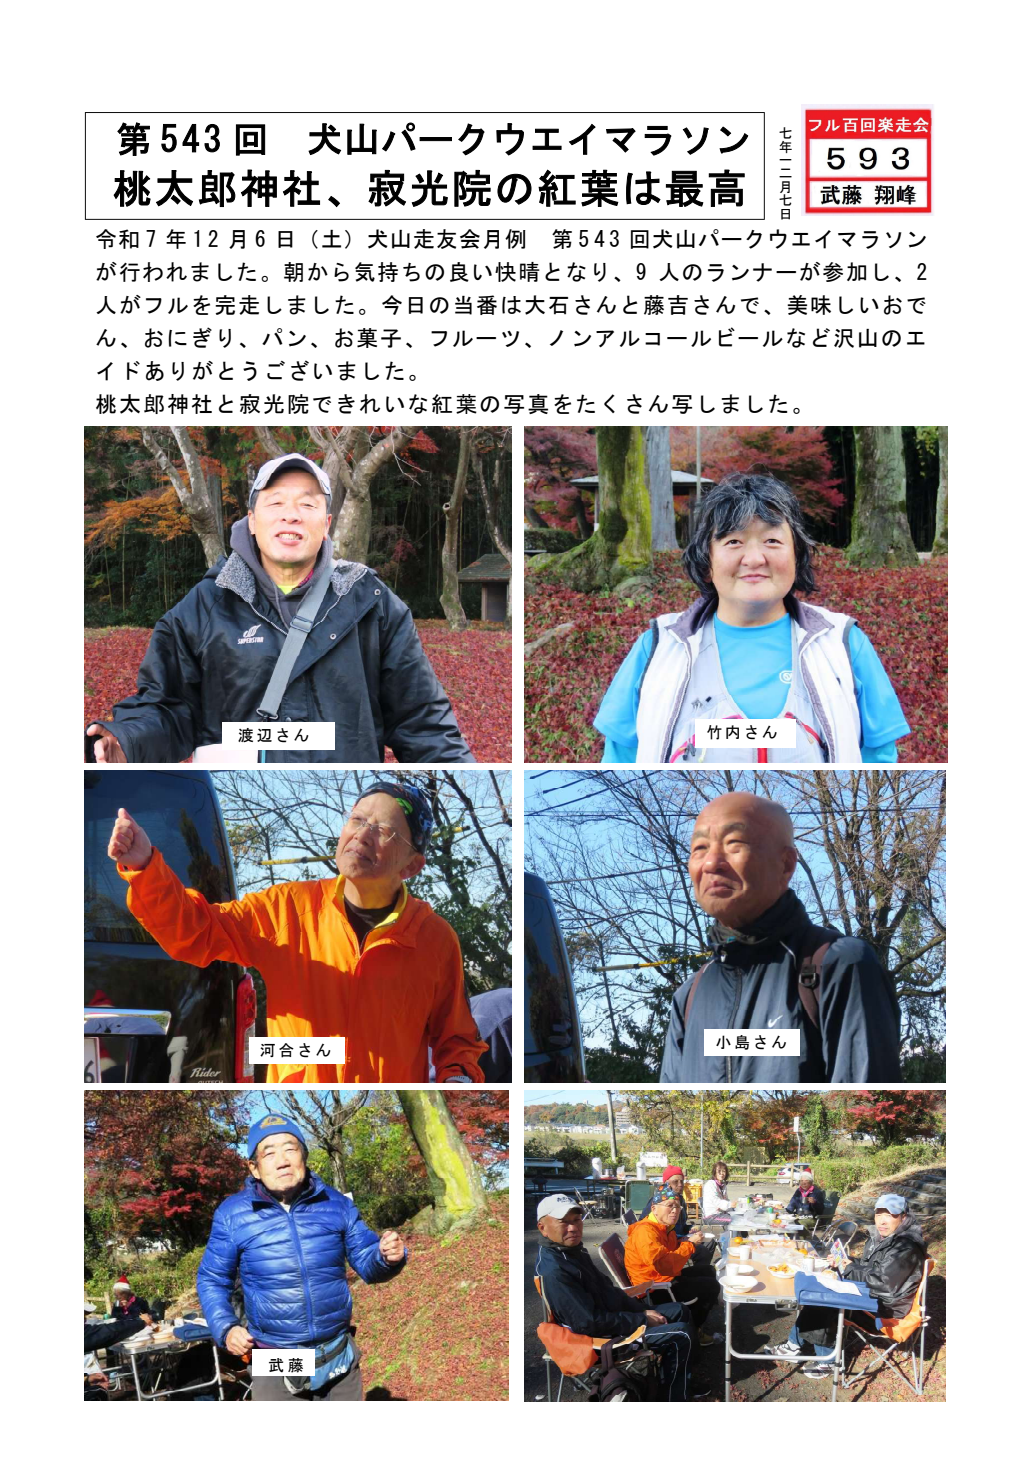 第543回　犬山パークウエイマラソン
桃太郎神社、寂光院の紅葉は最高
七年一二月七日
フル百回楽走会
593
武藤 翔峰
令和7年12月6日（土）犬山走友会月例　第543回犬山パークウエイマラソン
が行われました。朝から気持ちの良い快晴となり、9人のランナーが参加し、2
人がフルを完走しました。今日の当番は大石さんと藤吉さんで、美味しいおで
ん、おにぎり、パン、お菓子、フルーツ、ノンアルコールビールなど沢山のエ
イドありがとうございました。
桃太郎神社と寂光院できれいな紅葉の写真をたくさん写しました。
SUPERSTAR
渡辺さん
竹内さん
6
Rider
河合さん
小島さん
武藤